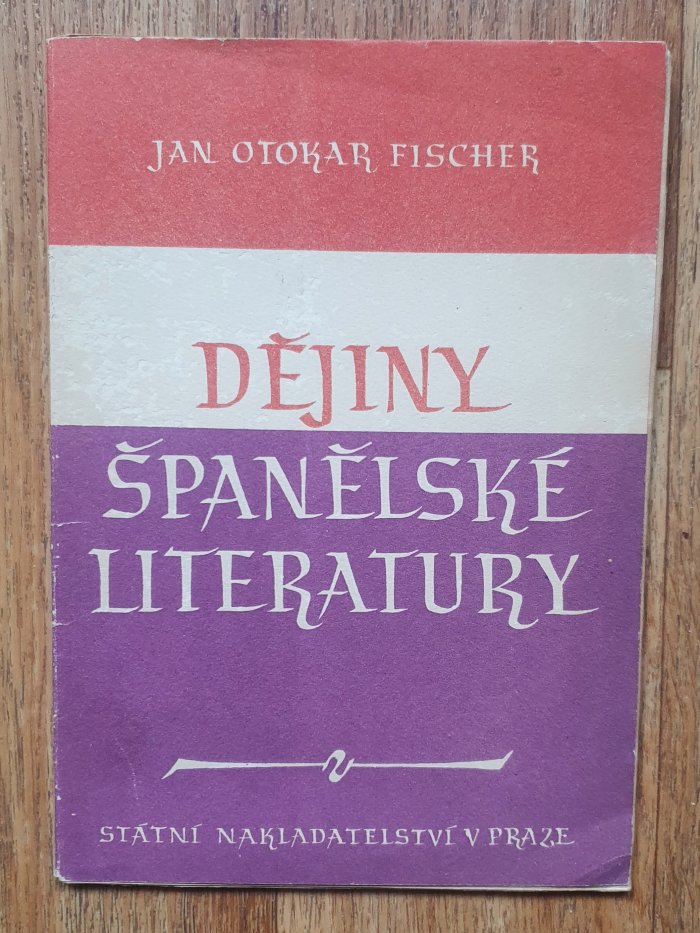 JAN OTOKAR FISCHER
DĚJINY
ŠPANĚLSKÉ
LITERATURY
STÁTNÍ NAKLADATELSTVÍ V PRAZE